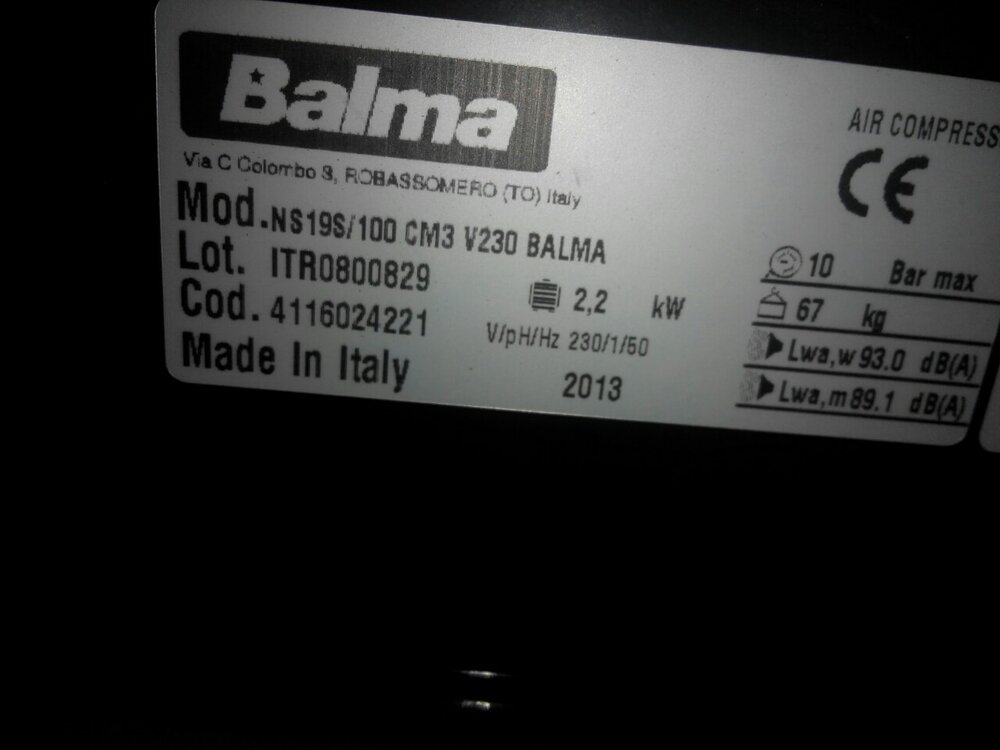 Balma
Via C Colombo 3, ROBASSOMERO (TO) Italy
Mod. NS19S/100 CM3 V230 BALMA
Lot. ITR0800829
Cod. 4116024221
Made In Italy
2,2 kW
V/pH/Hz 230/1/50
2013
AIR COMPRESS
CE
10 Bar max
67 kg
Lwa,w 93.0 dB(A)
Lwa,m 89.1 dB(A)